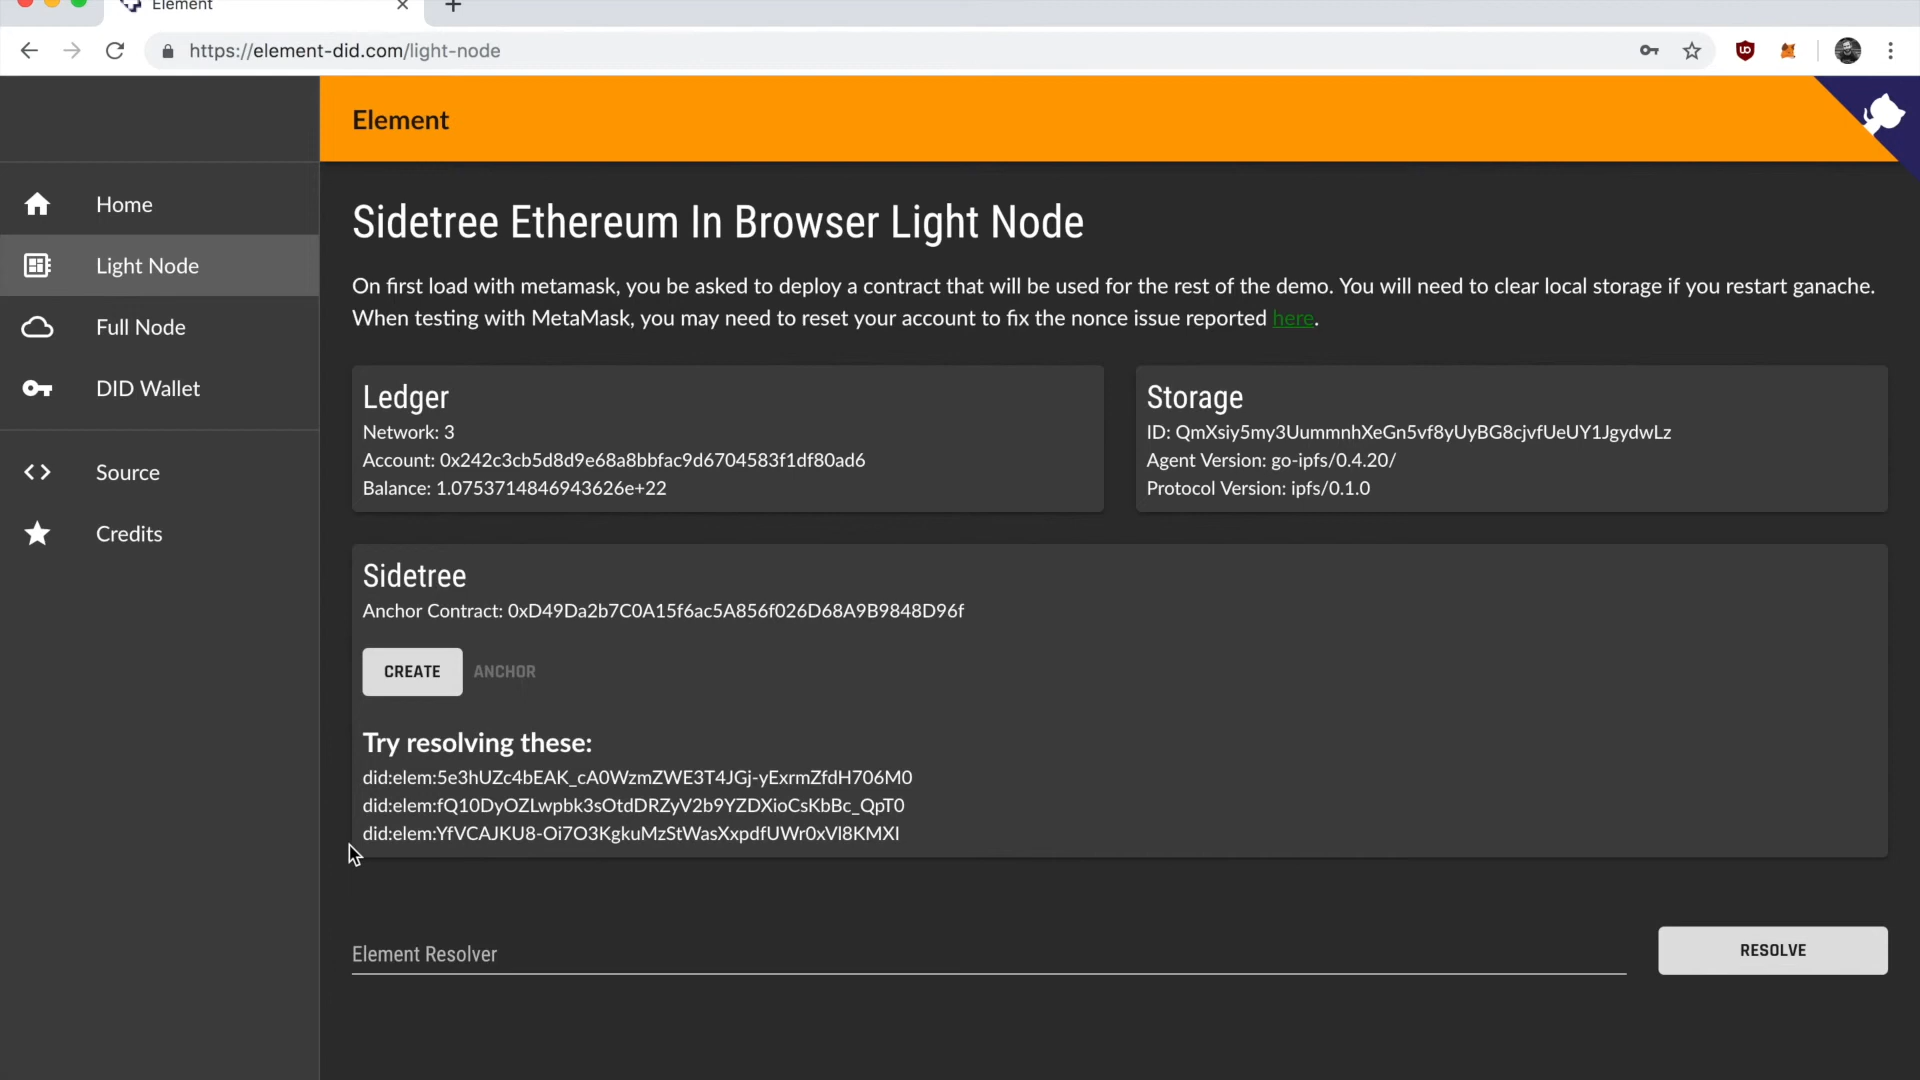 Element
https://element-did.com/light-node
Element
Home
Light Node
Full Node
DID Wallet
Source
Credits
Sidetree Ethereum In Browser Light Node
On first load with metamask, you be asked to deploy a contract that will be used for the rest of the demo. You will need to clear local storage if you restart ganache.
When testing with MetaMask, you may need to reset your account to fix the nonce issue reported here.
Ledger
Network: 3
Account: 0x242c3cb5d8d9e68a8bbfac9d6704583f1df80ad6
Balance: 1.0753714846943626e+22
Storage
ID: QmXsiy5my3UummnhXeGn5vf8yUyBG8cjvfUeUY1JgydwLz
Agent Version: go-ipfs/0.4.20/
Protocol Version: ipfs/0.1.0
Sidetree
Anchor Contract: 0xD49Da2b7C0A15f6ac5A856f026D68A9B9848D96f
CREATE ANCHOR
Try resolving these:
did:elem:5e3hUZc4bEAK_cA0WzmZWE3T4JGj-yExrmZfdH706M0
did:elem:fQ10DyOZLwpbk3sOtdDRZyV2b9YZDXioCsKbBc_QpT0
did:elem:YfVCAJKU8-Oi7O3KgkuMzStWasXxpdfUWr0xVl8KMXI
Element Resolver
RESOLVE